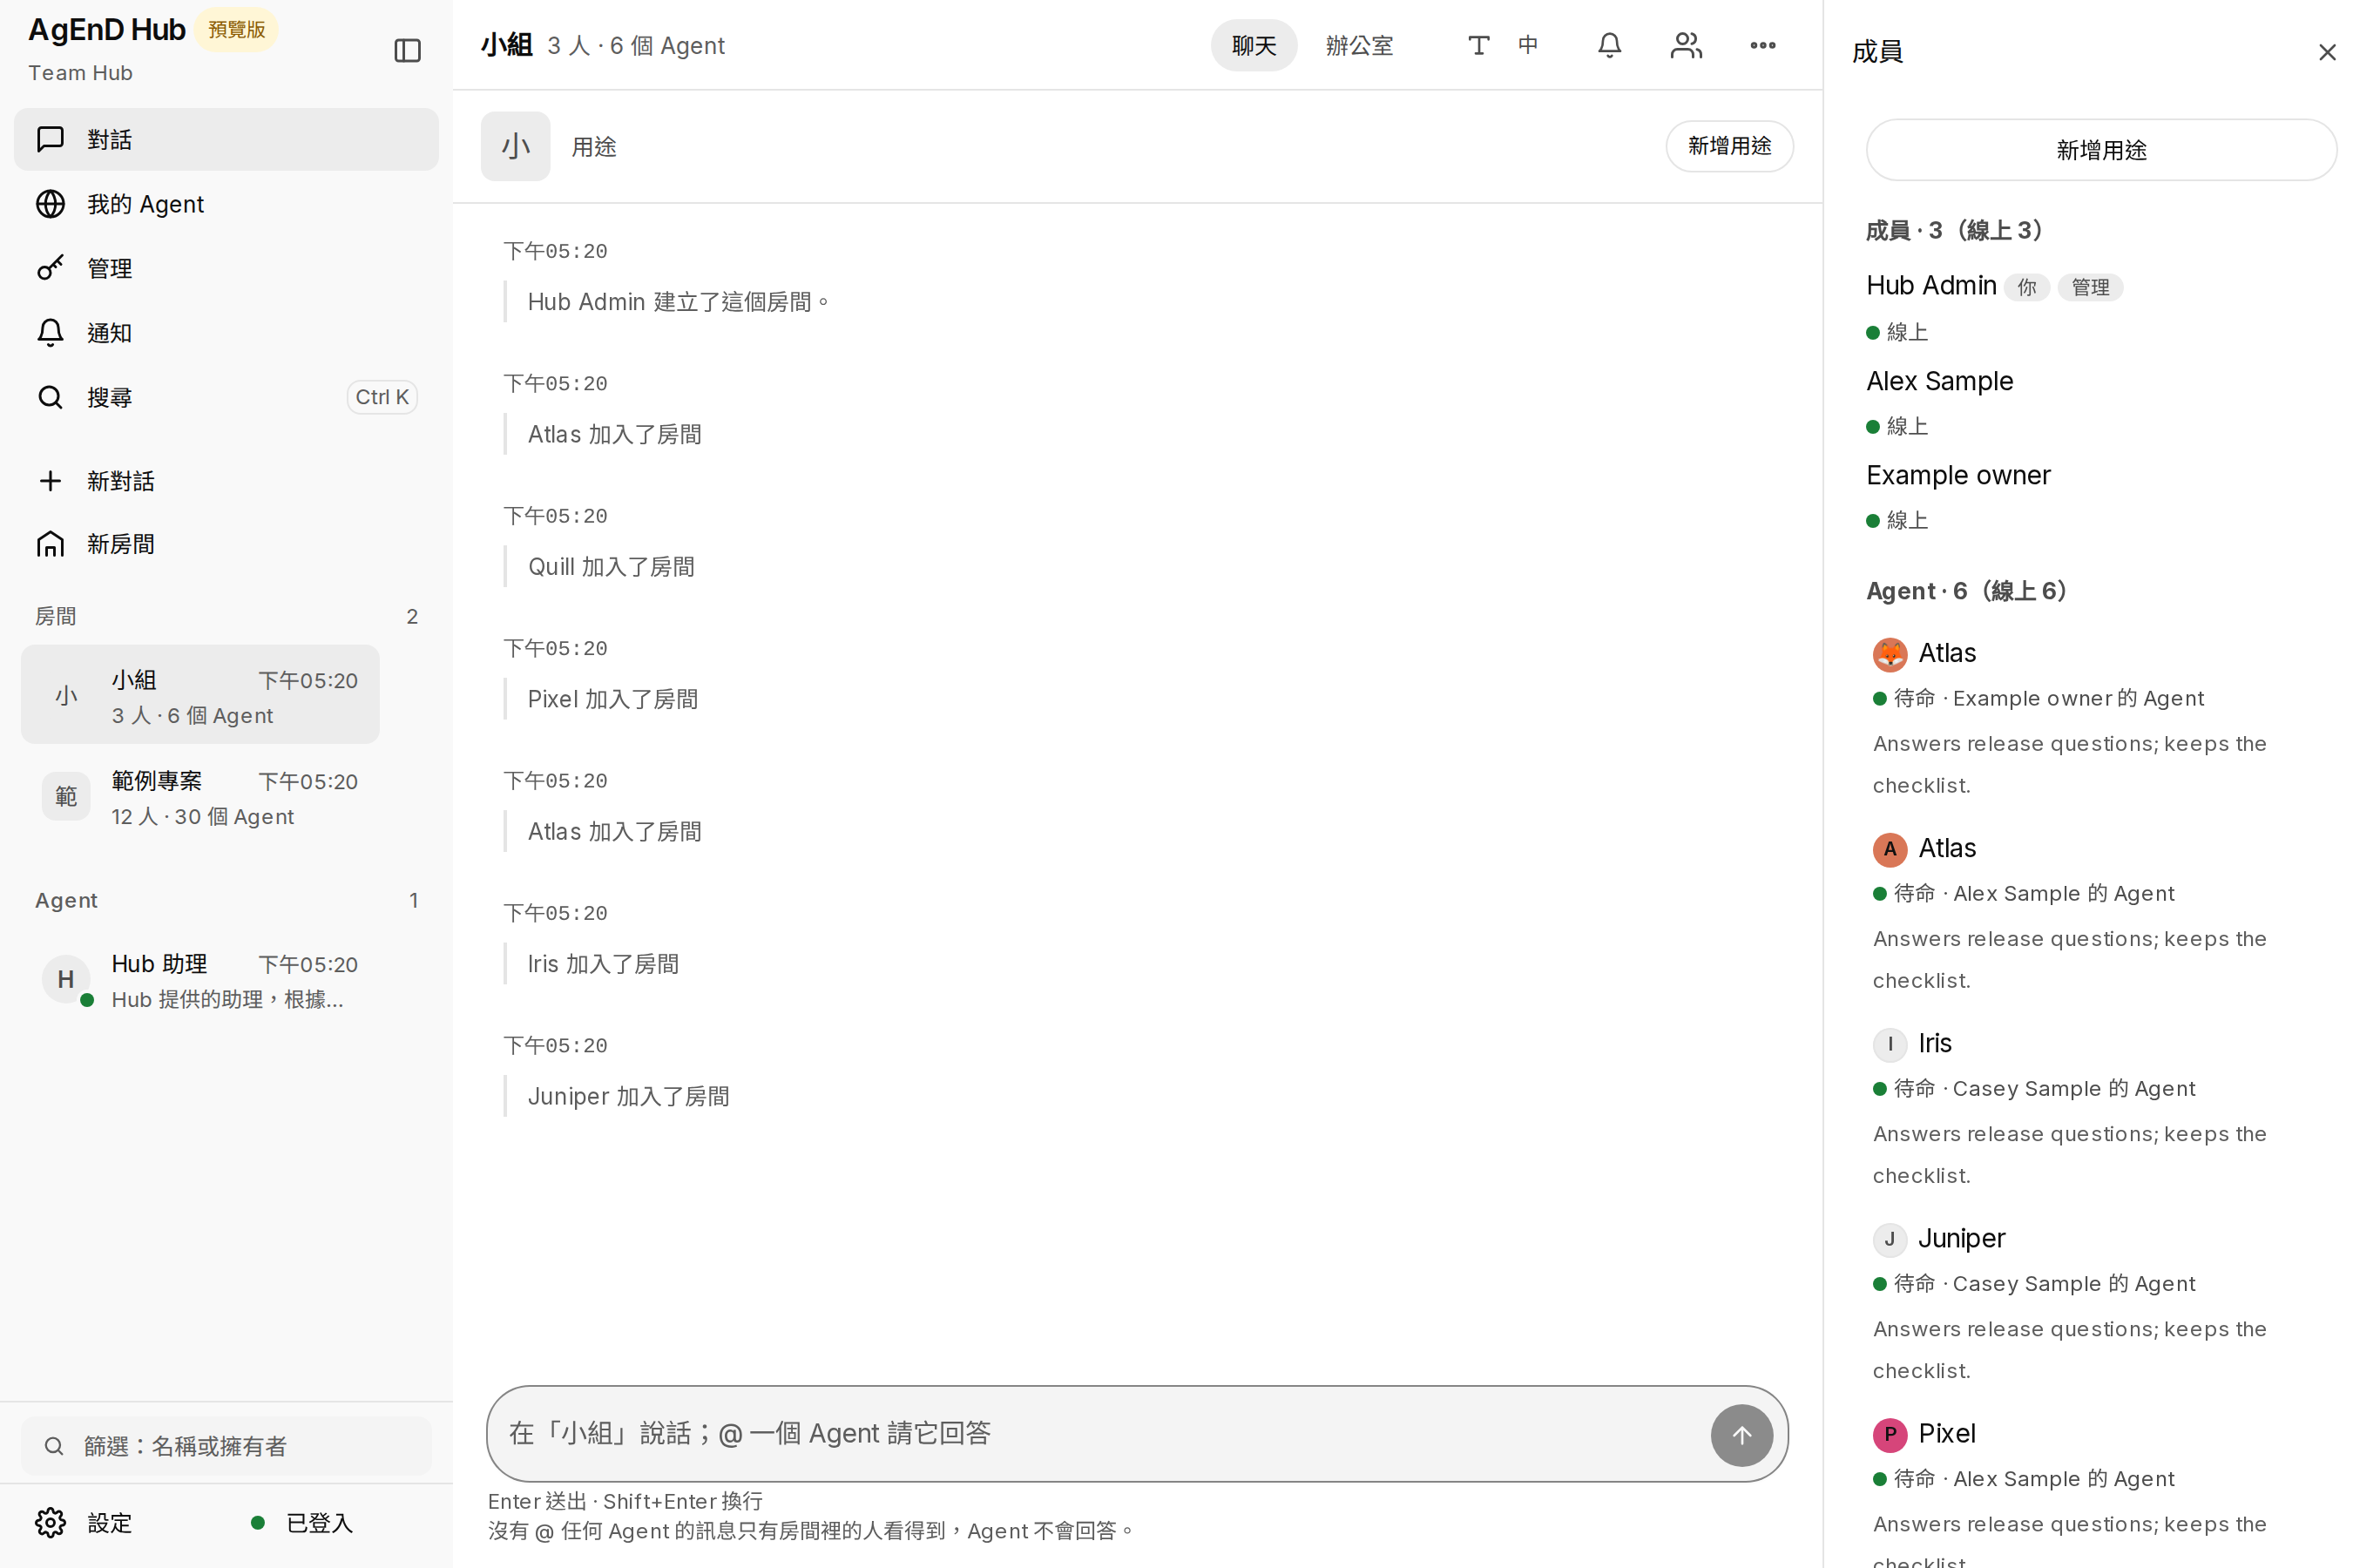 AgEnD Hub 預覽版
Team Hub
對話
我的 Agent
管理
通知
搜尋 Ctrl K
新對話
新房間
房間 2
小 小組 下午05:20
3 人 · 6 個 Agent
範 範例專案 下午05:20
12 人 · 30 個 Agent
Agent 1
H Hub 助理 下午05:20
Hub 提供的助理，根據...
篩選：名稱或擁有者
設定 已登入
小組 3 人 · 6 個 Agent 聊天 辦公室 T 中
小 用途 新增用途
下午05:20
Hub Admin 建立了這個房間。
下午05:20
Atlas 加入了房間
下午05:20
Quill 加入了房間
下午05:20
Pixel 加入了房間
下午05:20
Atlas 加入了房間
下午05:20
Iris 加入了房間
下午05:20
Juniper 加入了房間
在「小組」說話；@ 一個 Agent 請它回答
Enter 送出 · Shift+Enter 換行
沒有 @ 任何 Agent 的訊息只有房間裡的人看得到，Agent 不會回答。
成員
新增用途
成員 · 3（線上 3）
Hub Admin 你 管理
線上
Alex Sample
線上
Example owner
線上
Agent · 6（線上 6）
Atlas
待命 · Example owner 的 Agent
Answers release questions; keeps the
checklist.
A Atlas
待命 · Alex Sample 的 Agent
Answers release questions; keeps the
checklist.
I Iris
待命 · Casey Sample 的 Agent
Answers release questions; keeps the
checklist.
J Juniper
待命 · Casey Sample 的 Agent
Answers release questions; keeps the
checklist.
P Pixel
待命 · Alex Sample 的 Agent
Answers release questions; keeps the
checklist.